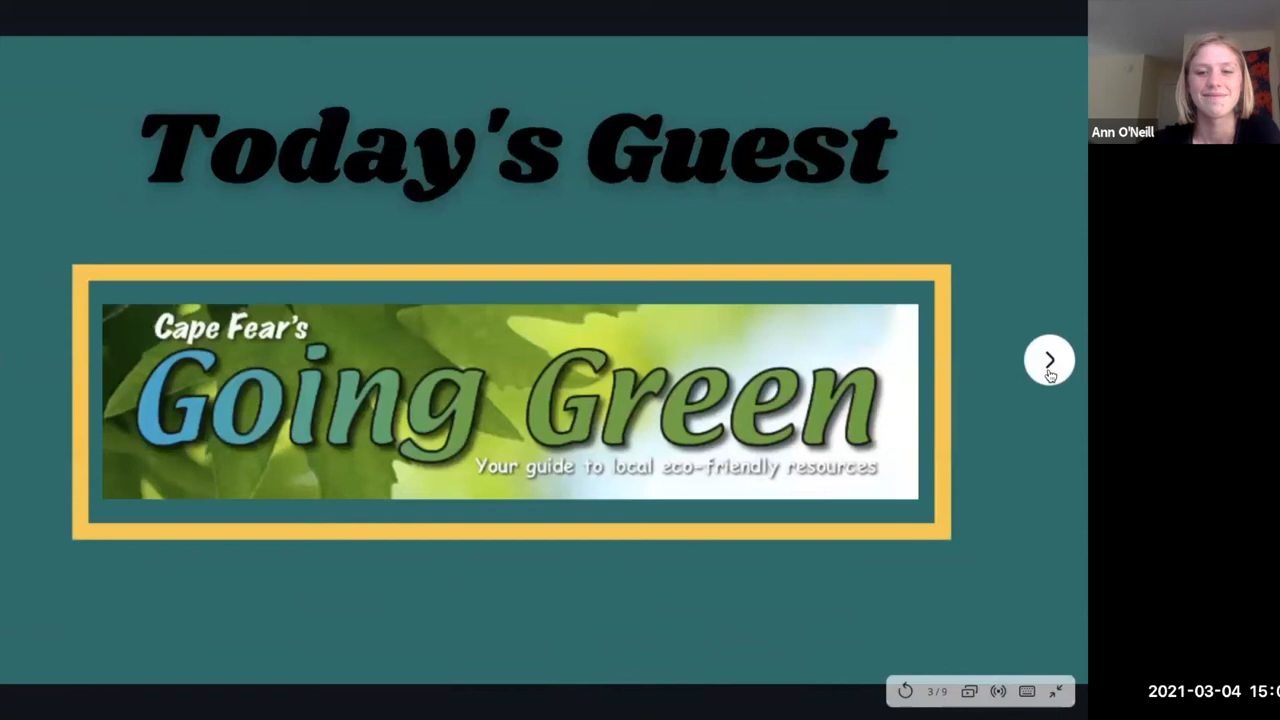 Today's Guest
Cape Fear's
Going Green
Your guide to local eco-friendly resources
Ann O'Neill
3/9
2021-03-04 15:0